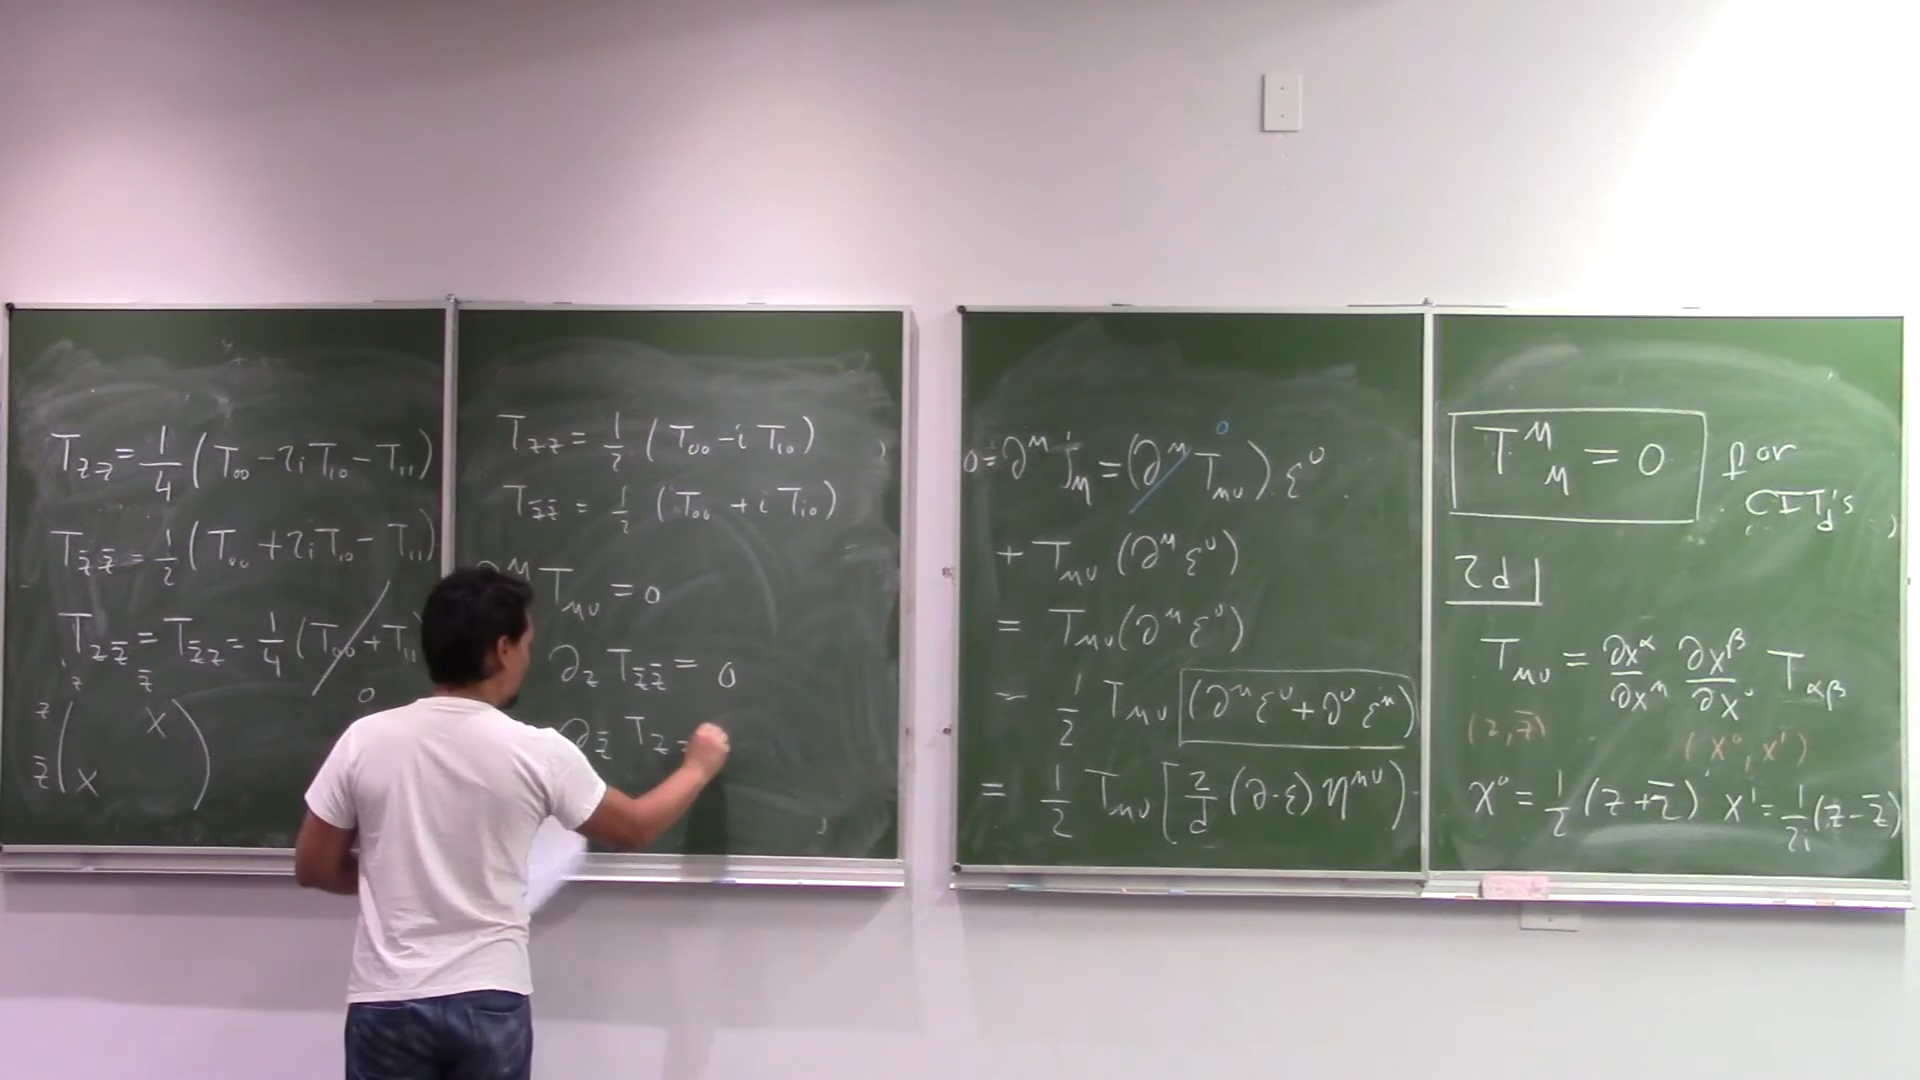 T_{zz} = 1/4 (T_{00} - 2i T_{10} - T_{11})
T_{z̄z̄} = 1/2 (T_{00} + 2i T_{10} - T_{11})
T_{zz̄} = T_{z̄z} = 1/4 (T_{00} + T_{11}
0
z z̄
z ( X )
z̄ ( X )
T_{zz} = 1/2 (T_{00} - i T_{10})
T_{z̄z̄} = 1/2 (T_{00} + i T_{10})
∂^μ T_{μν} = 0
∂_z T_{z̄z̄} = 0
∂_{z̄} T_z
0
0 = ∂^μ j_μ = (∂^μ T_{μν}) ε^ν
+ T_{μν} (∂^μ ε^ν)
= T_{μν} (∂^μ ε^ν)
= 1/2 T_{μν} (∂^μ ε^ν + ∂^ν ε^μ)
= 1/2 T_{μν} [2/d (∂·ε) η^{μν})
T^μ_μ = 0 for
CIT's
2d
T_{μν} = ∂x^α/∂x^μ ∂x^β/∂x^ν T_{αβ}
(z, z̄) (x^0, x^1)
x^0 = 1/2 (z + z̄) x^1 = 1/2i (z - z̄)